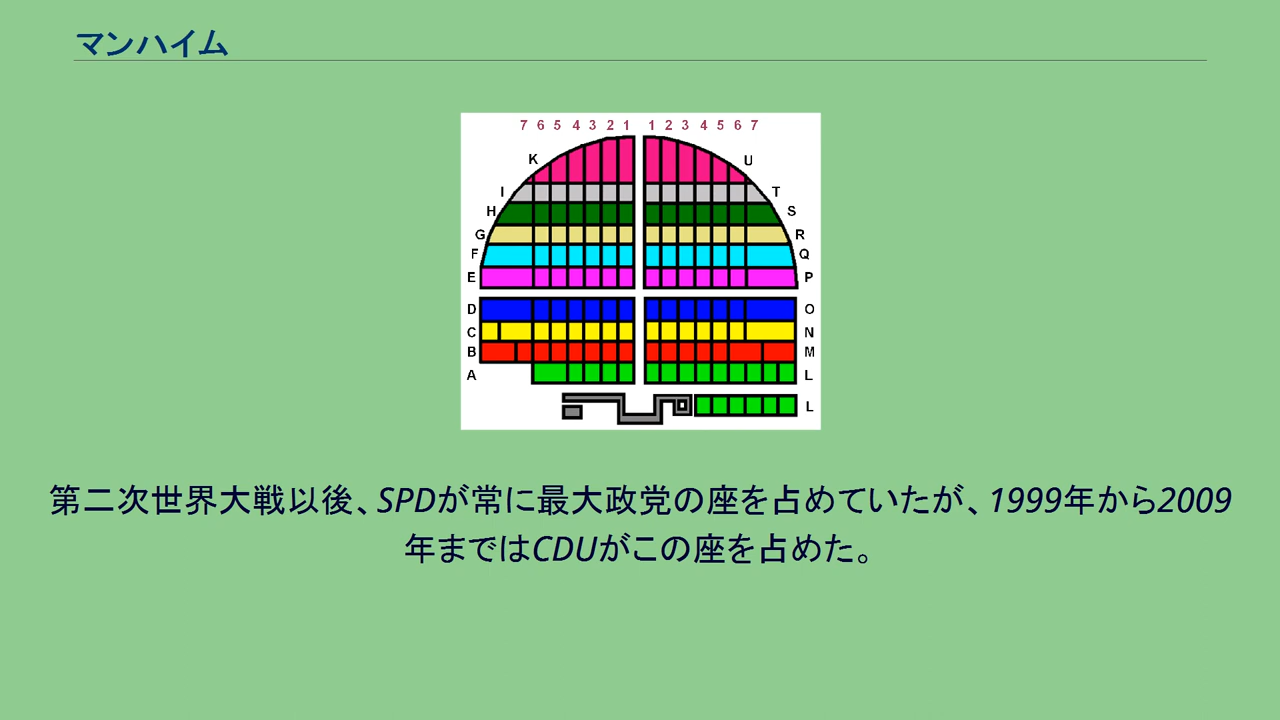 マンハイム
7 6 5 4 3 2 1 1 2 3 4 5 6 7
K U
I T
H S
G R
F Q
E P
D O
C N
B M
A L
L
第二次世界大戦以後、SPDが常に最大政党の座を占めていたが、1999年から2009
年まではCDUがこの座を占めた。